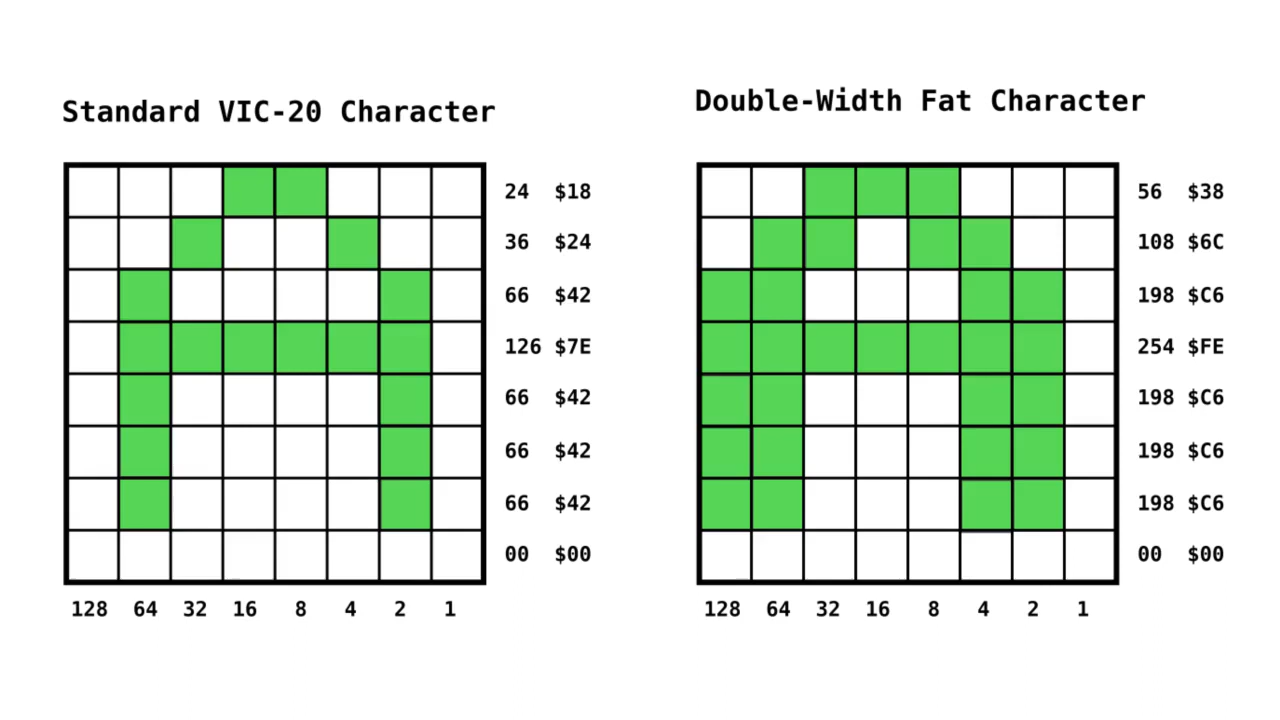 Standard VIC-20 Character
24 $18
36 $24
66 $42
126 $7E
66 $42
66 $42
66 $42
00 $00
128 64 32 16 8 4 2 1
Double-Width Fat Character
56 $38
108 $6C
198 $C6
254 $FE
198 $C6
198 $C6
198 $C6
00 $00
128 64 32 16 8 4 2 1